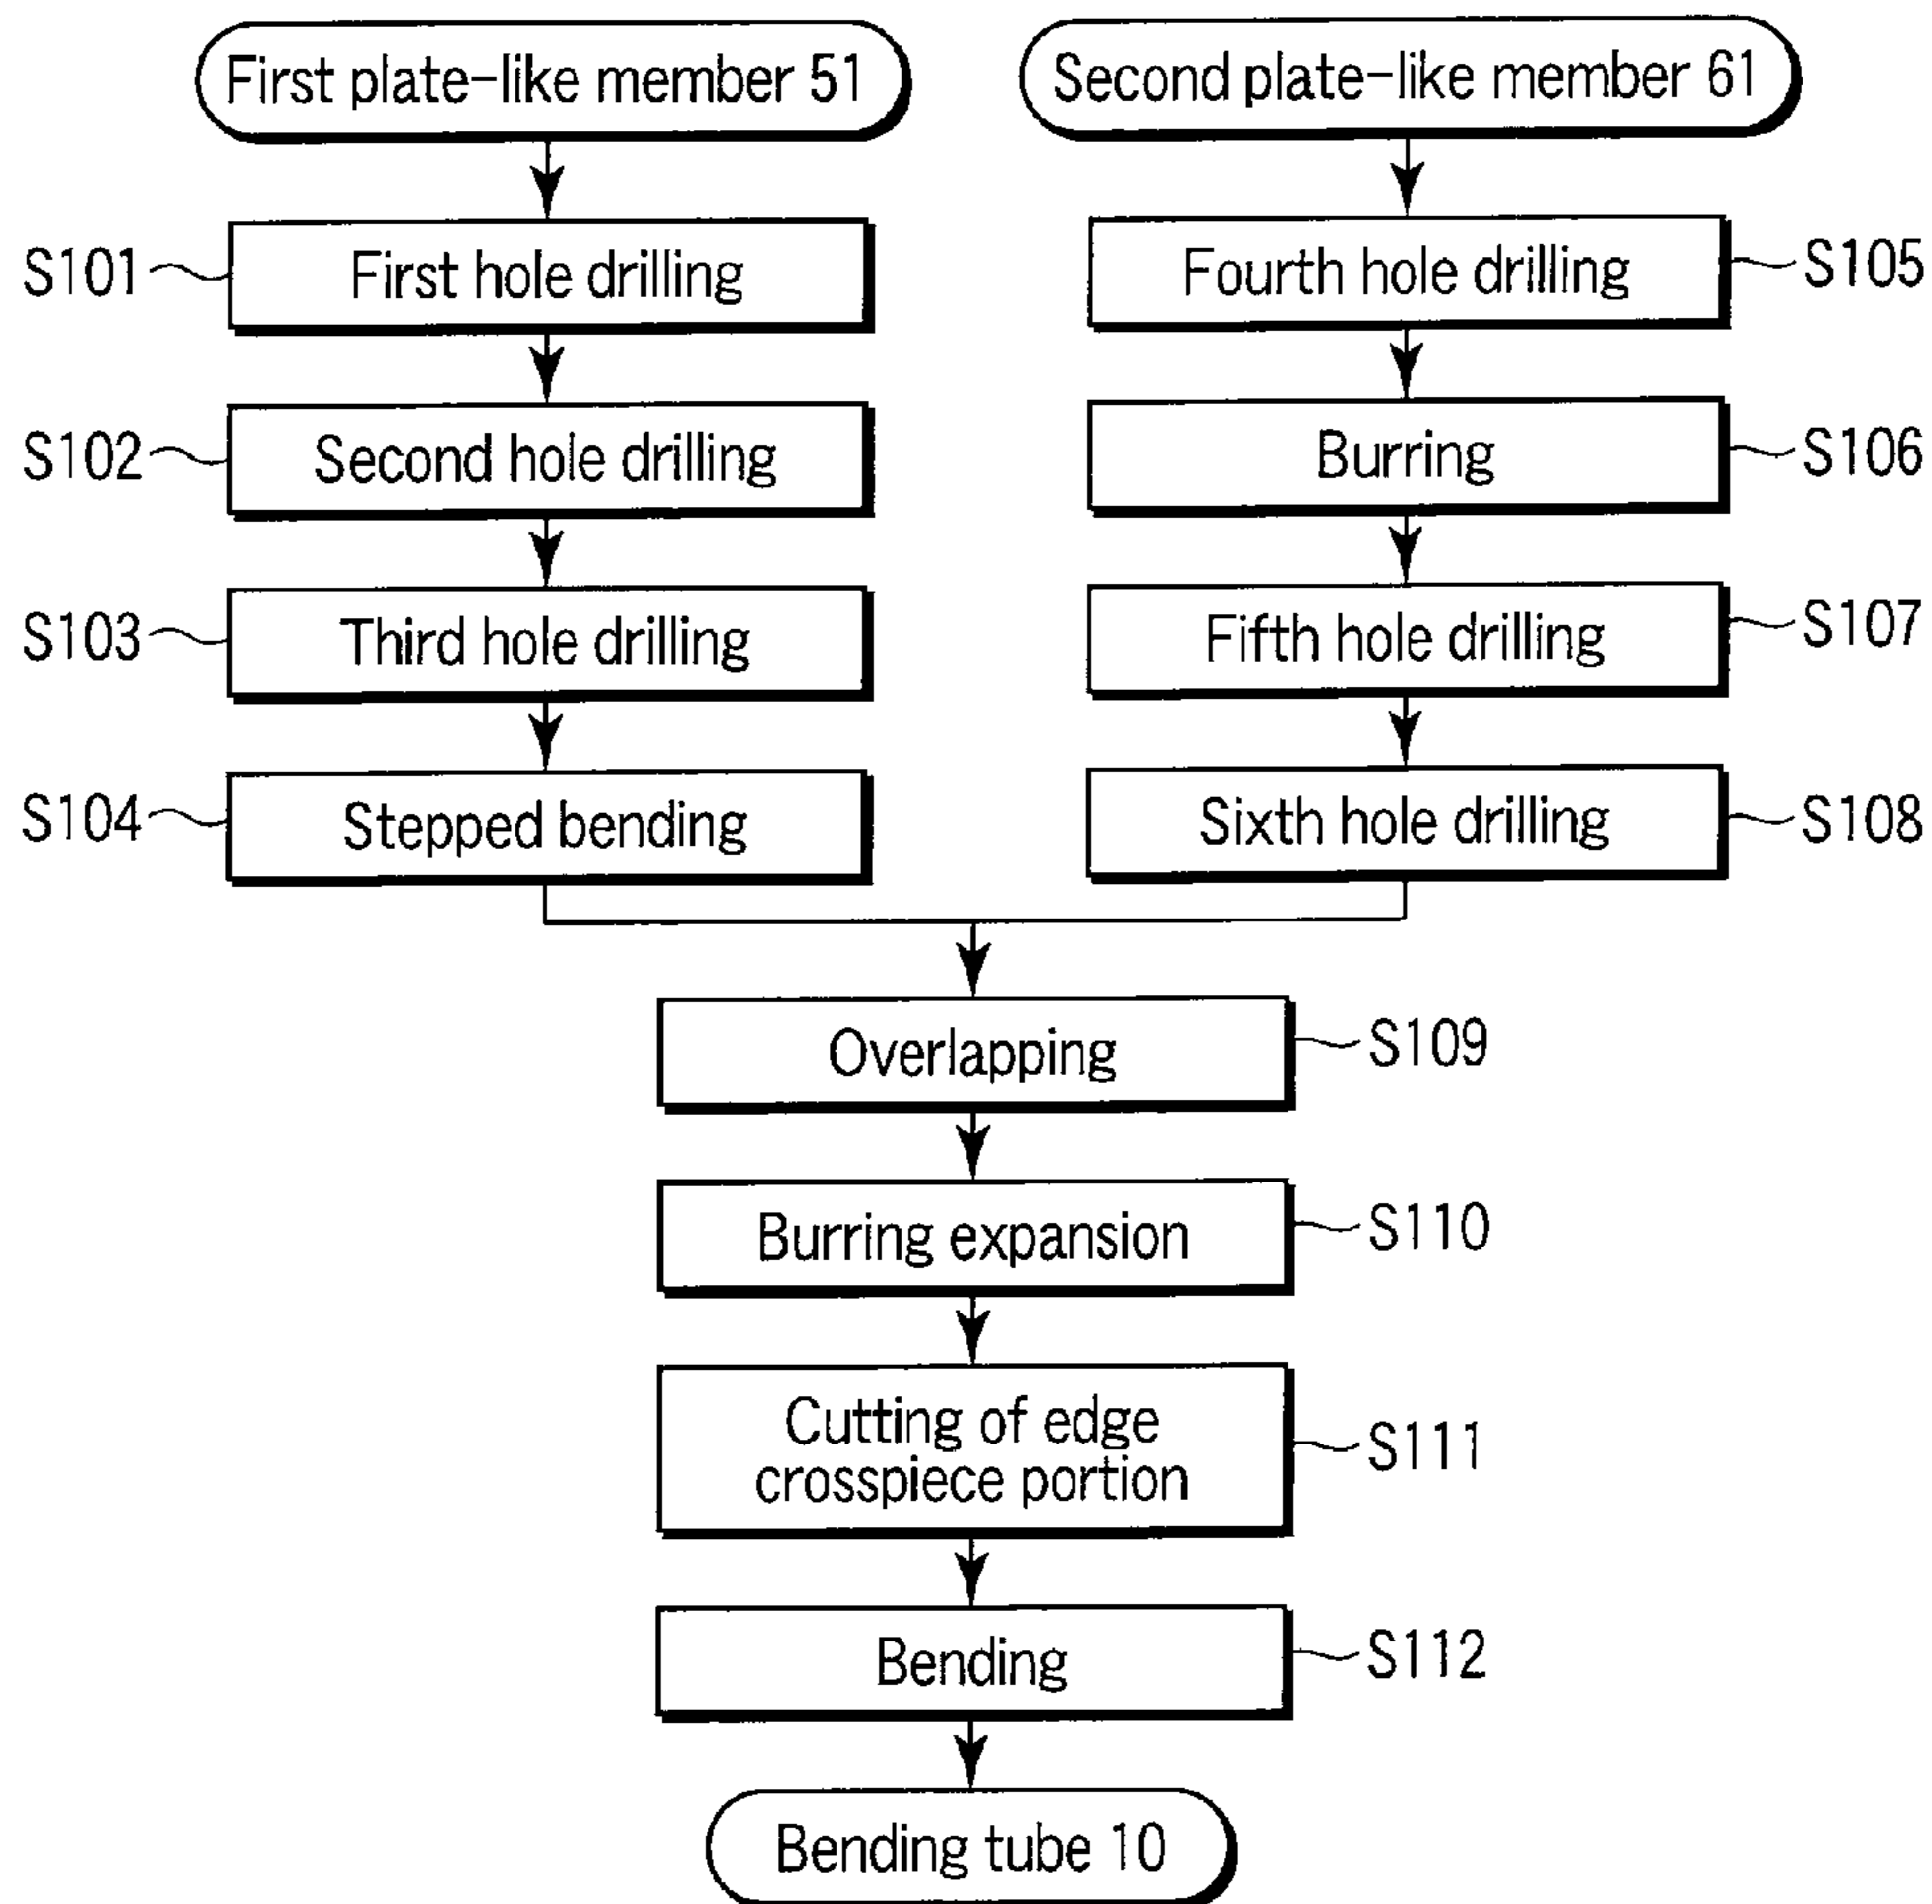 First plate-like member 51
Second plate-like member 61
S101
First hole drilling
Fourth hole drilling
S105
S102
Second hole drilling
Burring
S106
S103
Third hole drilling
Fifth hole drilling
S107
S104
Stepped bending
Sixth hole drilling
S108
Overlapping
S109
Burring expansion
S110
Cutting of edge
crosspiece portion
S111
Bending
S112
Bending tube 10